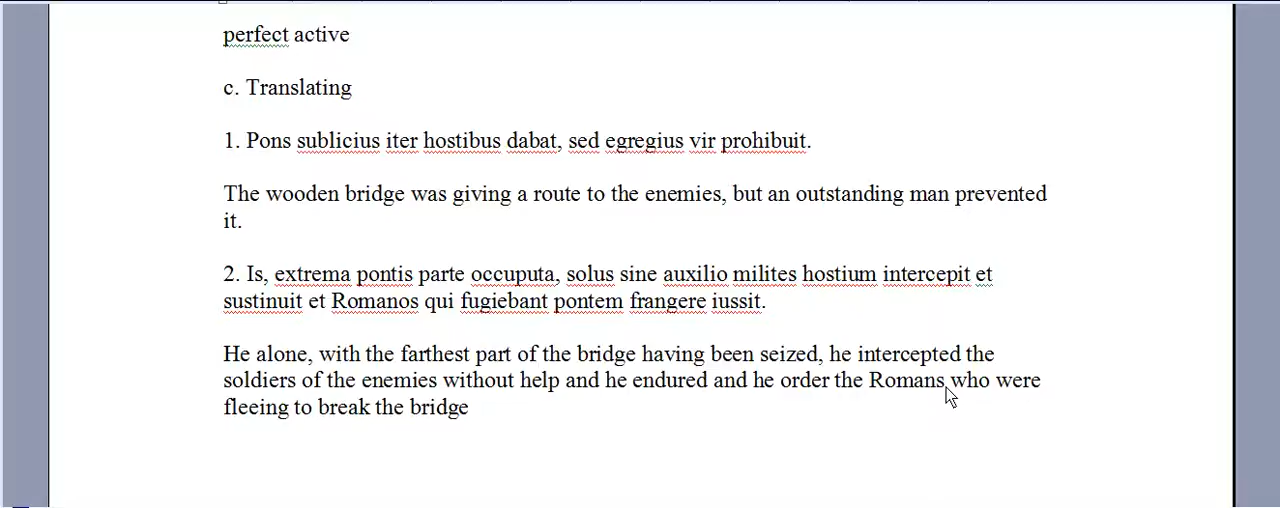 perfect active
c. Translating
1. Pons sublicius iter hostibus dabat, sed egregius vir prohibuit.
The wooden bridge was giving a route to the enemies, but an outstanding man prevented
it.
2. Is, extrema pontis parte occuputa, solus sine auxilio milites hostium intercepit et
sustinuit et Romanos qui fugiebant pontem frangere iussit.
He alone, with the farthest part of the bridge having been seized, he intercepted the
soldiers of the enemies without help and he endured and he order the Romans who were
fleeing to break the bridge